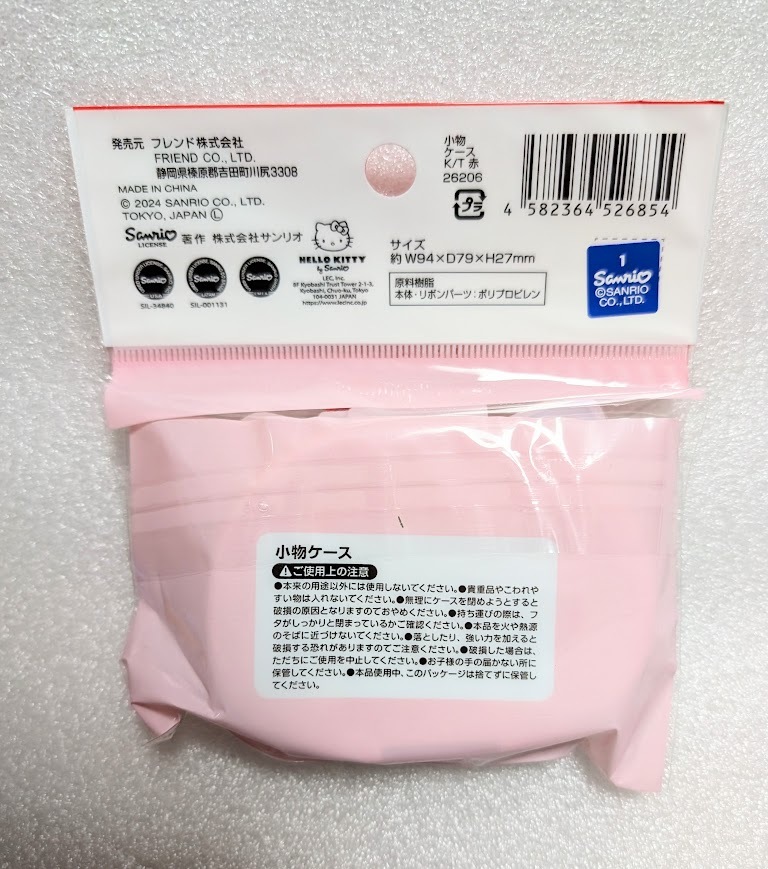 発売元 フレンド株式会社
FRIEND CO., LTD.
静岡県榛原郡吉田町川尻3308
MADE IN CHINA
© 2024 SANRIO CO., LTD.
TOKYO, JAPAN Ⓛ
Sanrio 著作 株式会社サンリオ
LICENSE
SIL-34840
SIL-001131
HELLO KITTY
by Sanrio
LEC, Inc.
8F Kyobashi Trust Tower 2-1-3,
Kyobashi, Chuo-ku, Tokyo
104-0031 JAPAN
https://www.lecinc.co.jp
小物
ケース
K/T 赤
26206
プラ
4 582364 526854
サイズ
約 W94×D79×H27mm
原料樹脂
本体・リボンパーツ：ポリプロピレン
1
Sanrio
©SANRIO
CO., LTD.
小物ケース
ご使用上の注意
●本来の用途以外には使用しないでください。●貴重品やこわれや
すい物は入れないでください。●無理にケースを閉めようとすると
破損の原因となりますのでおやめください。●持ち運びの際は、フ
タがしっかりと閉まっているかご確認ください。●本品を火や熱源
のそばに近づけないでください。●落としたり、強い力を加えると
破損する恐れがありますのでご注意ください。●破損した場合は、
ただちにご使用を中止してください。●お子様の手の届かない所に
保管してください。●本品使用中、このパッケージは捨てずに保管し
てください。